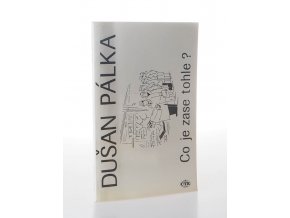 DUŠAN PÁLKA
Co je zase tohle ?